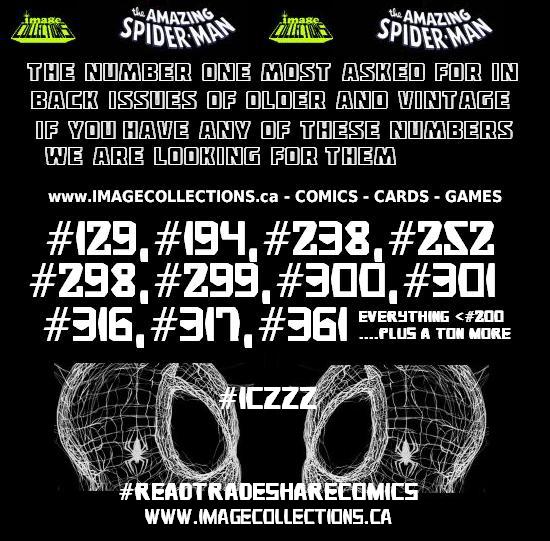 image COLLECTIONS the AMAZING SPIDER-MAN image COLLECTIONS the AMAZING SPIDER-MAN
THE NUMBER ONE MOST ASKED FOR IN
BACK ISSUES OF OLDER AND VINTAGE
IF YOU HAVE ANY OF THESE NUMBERS
WE ARE LOOKING FOR THEM
www.IMAGECOLLECTIONS.ca - COMICS - CARDS - GAMES
#129, #194, #238, #252
#298, #299, #300, #301
#316, #317, #361 EVERYTHING <#200
....PLUS A TON MORE
#ICZZZ
#READTRADESHARECOMICS
WWW.IMAGECOLLECTIONS.CA